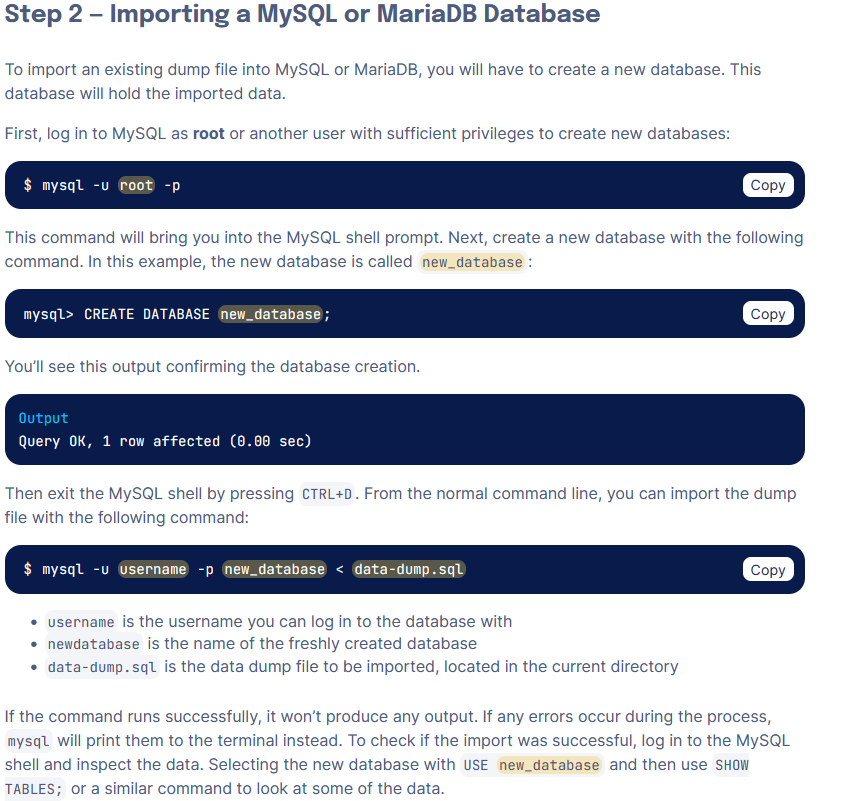 Step 2 – Importing a MySQL or MariaDB Database
To import an existing dump file into MySQL or MariaDB, you will have to create a new database. This
database will hold the imported data.
First, log in to MySQL as root or another user with sufficient privileges to create new databases:
$ mysql -u root -p
Copy
This command will bring you into the MySQL shell prompt. Next, create a new database with the following
command. In this example, the new database is called new_database :
mysql> CREATE DATABASE new_database;
Copy
You’ll see this output confirming the database creation.
Output
Query OK, 1 row affected (0.00 sec)
Then exit the MySQL shell by pressing CTRL+D. From the normal command line, you can import the dump
file with the following command:
$ mysql -u username -p new_database < data-dump.sql
Copy
• username is the username you can log in to the database with
• newdatabase is the name of the freshly created database
• data-dump.sql is the data dump file to be imported, located in the current directory
If the command runs successfully, it won’t produce any output. If any errors occur during the process,
mysql will print them to the terminal instead. To check if the import was successful, log in to the MySQL
shell and inspect the data. Selecting the new database with USE new_database and then use SHOW
TABLES; or a similar command to look at some of the data.